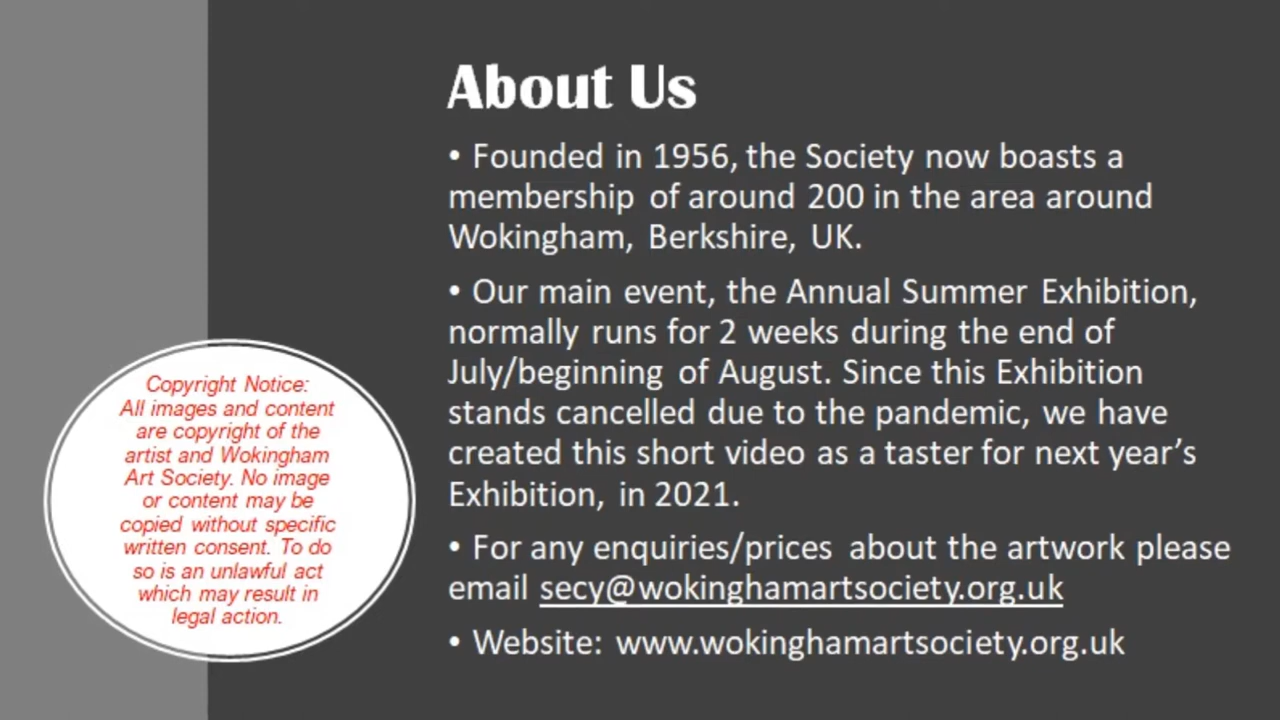 About Us
• Founded in 1956, the Society now boasts a
membership of around 200 in the area around
Wokingham, Berkshire, UK.
• Our main event, the Annual Summer Exhibition,
normally runs for 2 weeks during the end of
July/beginning of August. Since this Exhibition
stands cancelled due to the pandemic, we have
created this short video as a taster for next year’s
Exhibition, in 2021.
• For any enquiries/prices about the artwork please
email secy@wokinghamartsociety.org.uk
• Website: www.wokinghamartsociety.org.uk
Copyright Notice:
All images and content
are copyright of the
artist and Wokingham
Art Society. No image
or content may be
copied without specific
written consent. To do
so is an unlawful act
which may result in
legal action.